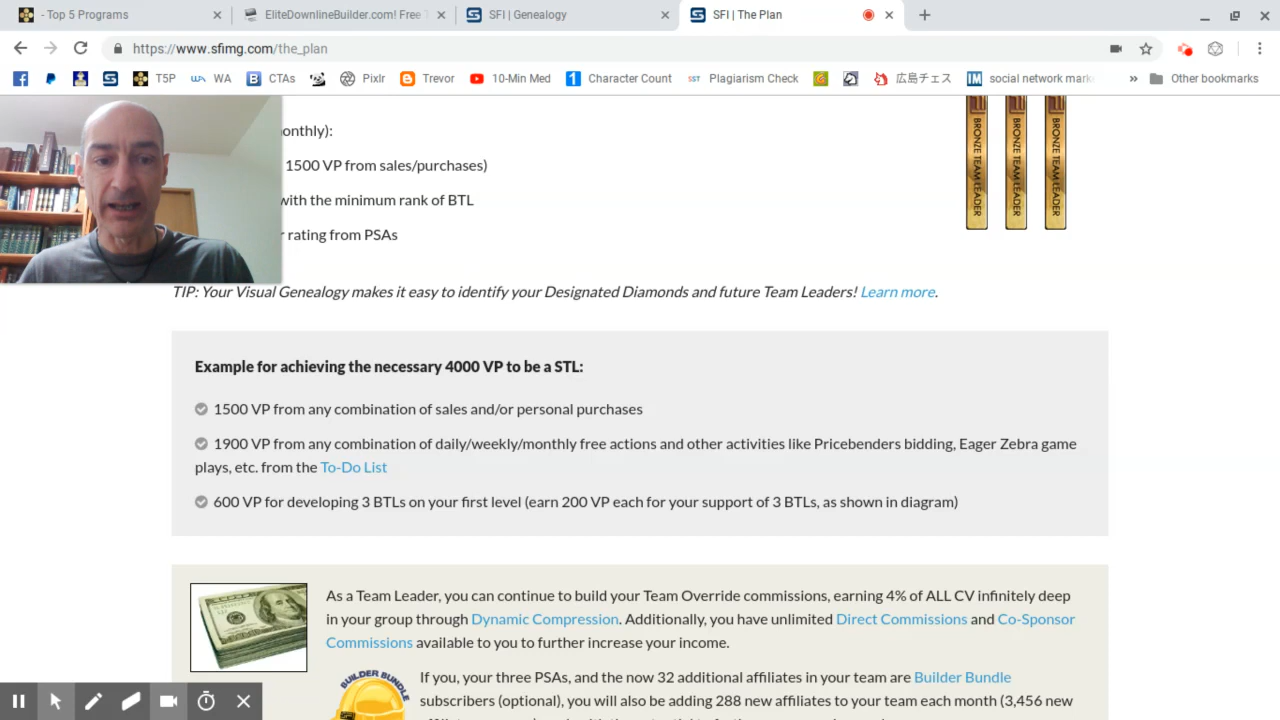 - Top 5 Programs
EliteDownlineBuilder.com! Free
SFI | Genealogy
SFI | The Plan
https://www.sfimg.com/the_plan
T5P WA CTAs Pixlr Trevor 10-Min Med Character Count Plagiarism Check 広島チェス social network mark Other bookmarks
onthly):
1500 VP from sales/purchases)
with the minimum rank of BTL
r rating from PSAs
BRONZE TEAM LEADER
BRONZE TEAM LEADER
BRONZE TEAM LEADER
TIP: Your Visual Genealogy makes it easy to identify your Designated Diamonds and future Team Leaders! Learn more.
Example for achieving the necessary 4000 VP to be a STL:
1500 VP from any combination of sales and/or personal purchases
1900 VP from any combination of daily/weekly/monthly free actions and other activities like Pricebenders bidding, Eager Zebra game
plays, etc. from the To-Do List
600 VP for developing 3 BTLs on your first level (earn 200 VP each for your support of 3 BTLs, as shown in diagram)
As a Team Leader, you can continue to build your Team Override commissions, earning 4% of ALL CV infinitely deep
in your group through Dynamic Compression. Additionally, you have unlimited Direct Commissions and Co-Sponsor
Commissions available to you to further increase your income.
BUILDER BUNDLE
If you, your three PSAs, and the now 32 additional affiliates in your team are Builder Bundle
subscribers (optional), you will also be adding 288 new affiliates to your team each month (3,456 new